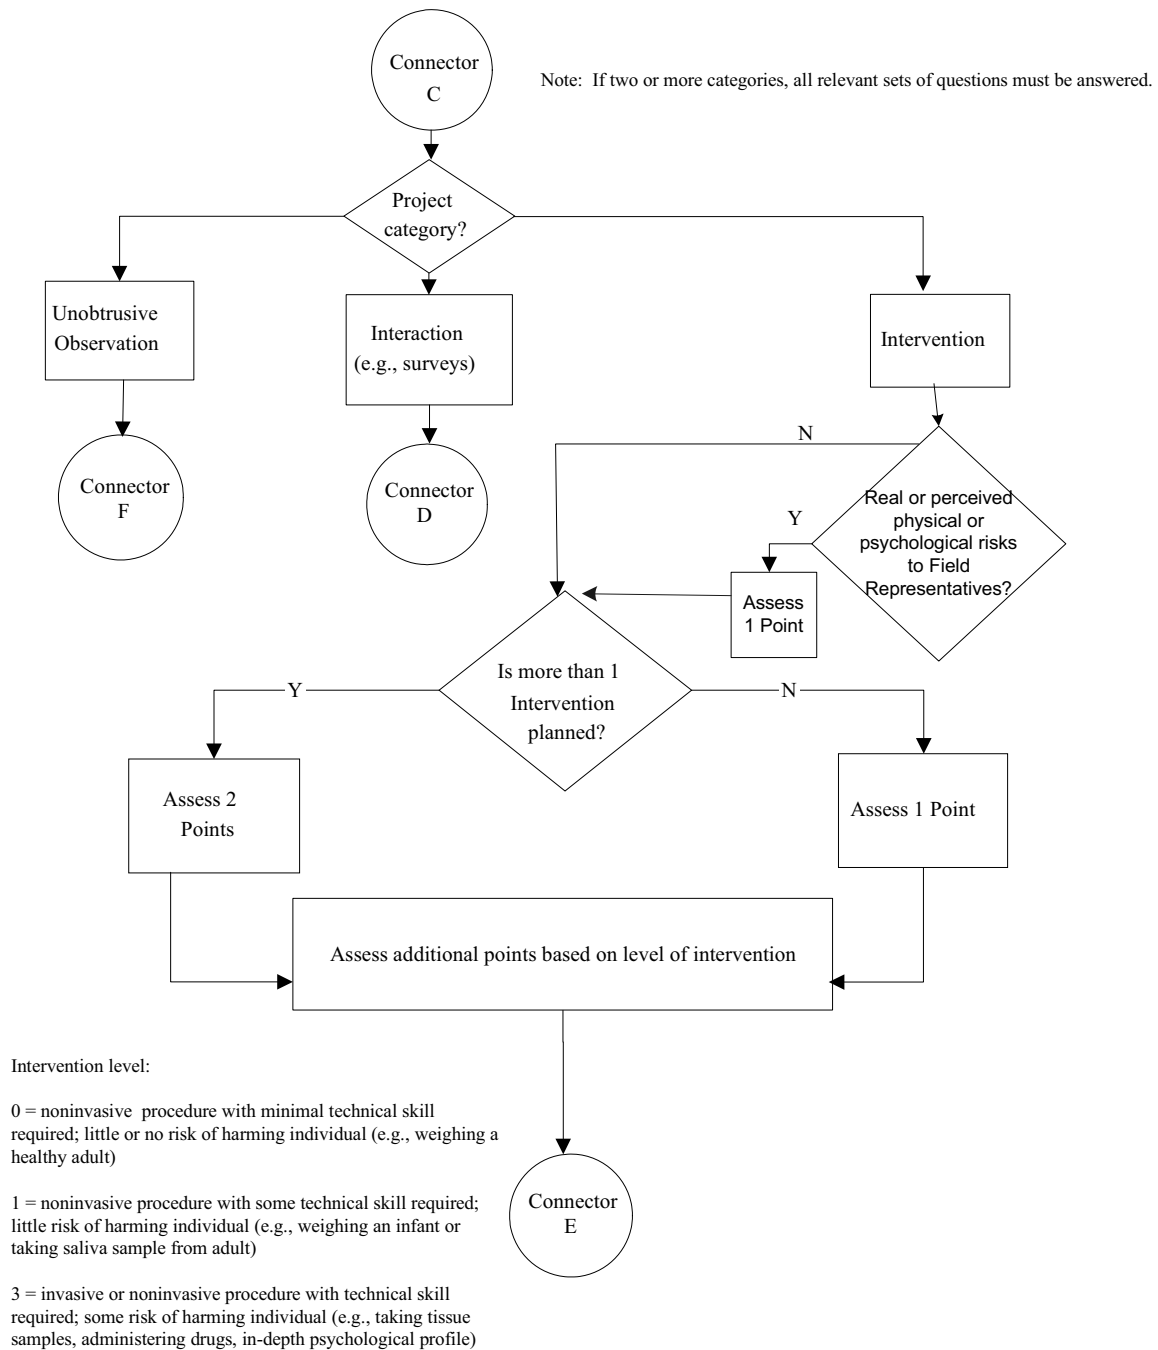 Connector
C
Note:  If two or more categories, all relevant sets of questions must be answered.
Project
category?
Unobtrusive
Observation
Interaction
(e.g., surveys)
Intervention
Connector
F
Connector
D
N
Y
Real or perceived
physical or
psychological risks
to Field
Representatives?
Assess
1 Point
Is more than 1
Intervention
planned?
Y
N
Assess 2
Points
Assess 1 Point
Assess additional points based on level of intervention
Intervention level:
0 = noninvasive  procedure with minimal technical skill
required; little or no risk of harming individual (e.g., weighing a
healthy adult)
1 = noninvasive procedure with some technical skill required;
little risk of harming individual (e.g., weighing an infant or
taking saliva sample from adult)
3 = invasive or noninvasive procedure with technical skill
required; some risk of harming individual (e.g., taking tissue
samples, administering drugs, in-depth psychological profile)
Connector
E